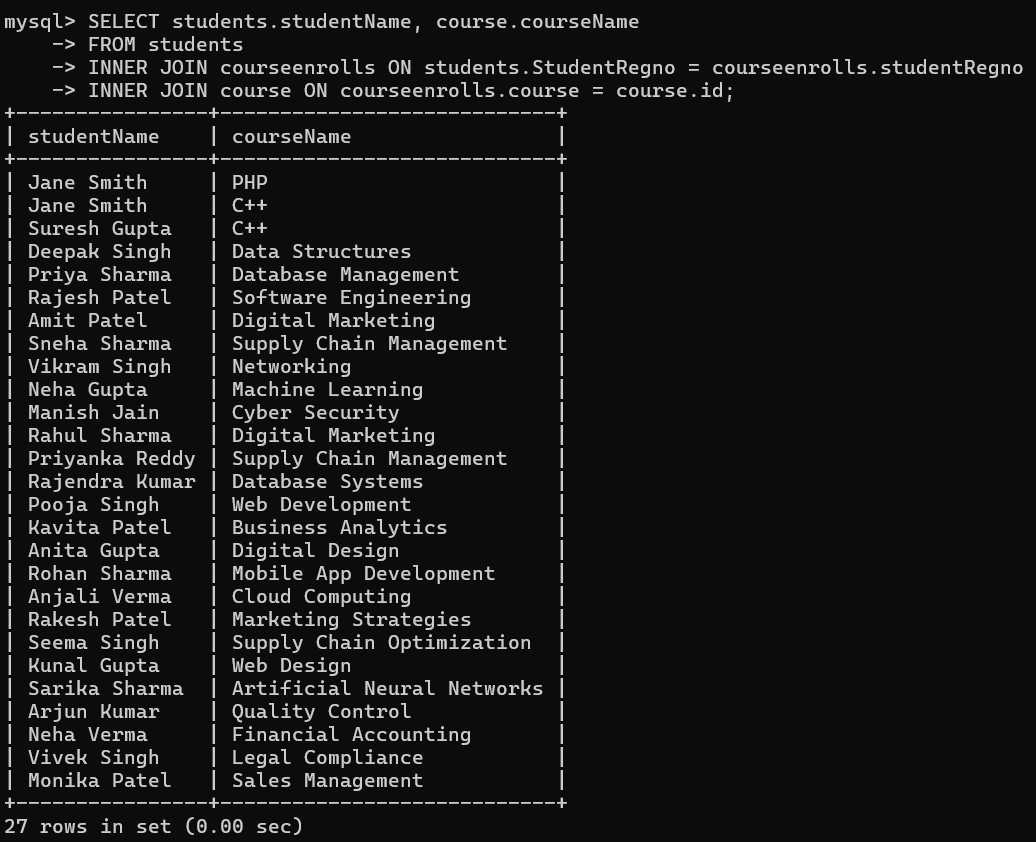 mysql> SELECT students.studentName, course.courseName
    -> FROM students
    -> INNER JOIN courseenrolls ON students.StudentRegno = courseenrolls.studentRegno
    -> INNER JOIN course ON courseenrolls.course = course.id;
+----------------+----------------------------+
| studentName    | courseName                 |
+----------------+----------------------------+
| Jane Smith     | PHP                        |
| Jane Smith     | C++                        |
| Suresh Gupta   | C++                        |
| Deepak Singh   | Data Structures            |
| Priya Sharma   | Database Management        |
| Rajesh Patel   | Software Engineering       |
| Amit Patel     | Digital Marketing          |
| Sneha Sharma   | Supply Chain Management    |
| Vikram Singh   | Networking                 |
| Neha Gupta     | Machine Learning           |
| Manish Jain    | Cyber Security             |
| Rahul Sharma   | Digital Marketing          |
| Priyanka Reddy | Supply Chain Management    |
| Rajendra Kumar | Database Systems           |
| Pooja Singh    | Web Development            |
| Kavita Patel   | Business Analytics         |
| Anita Gupta    | Digital Design             |
| Rohan Sharma   | Mobile App Development     |
| Anjali Verma   | Cloud Computing            |
| Rakesh Patel   | Marketing Strategies       |
| Seema Singh    | Supply Chain Optimization  |
| Kunal Gupta    | Web Design                 |
| Sarika Sharma  | Artificial Neural Networks |
| Arjun Kumar    | Quality Control            |
| Neha Verma     | Financial Accounting       |
| Vivek Singh    | Legal Compliance           |
| Monika Patel   | Sales Management           |
+----------------+----------------------------+
27 rows in set (0.00 sec)